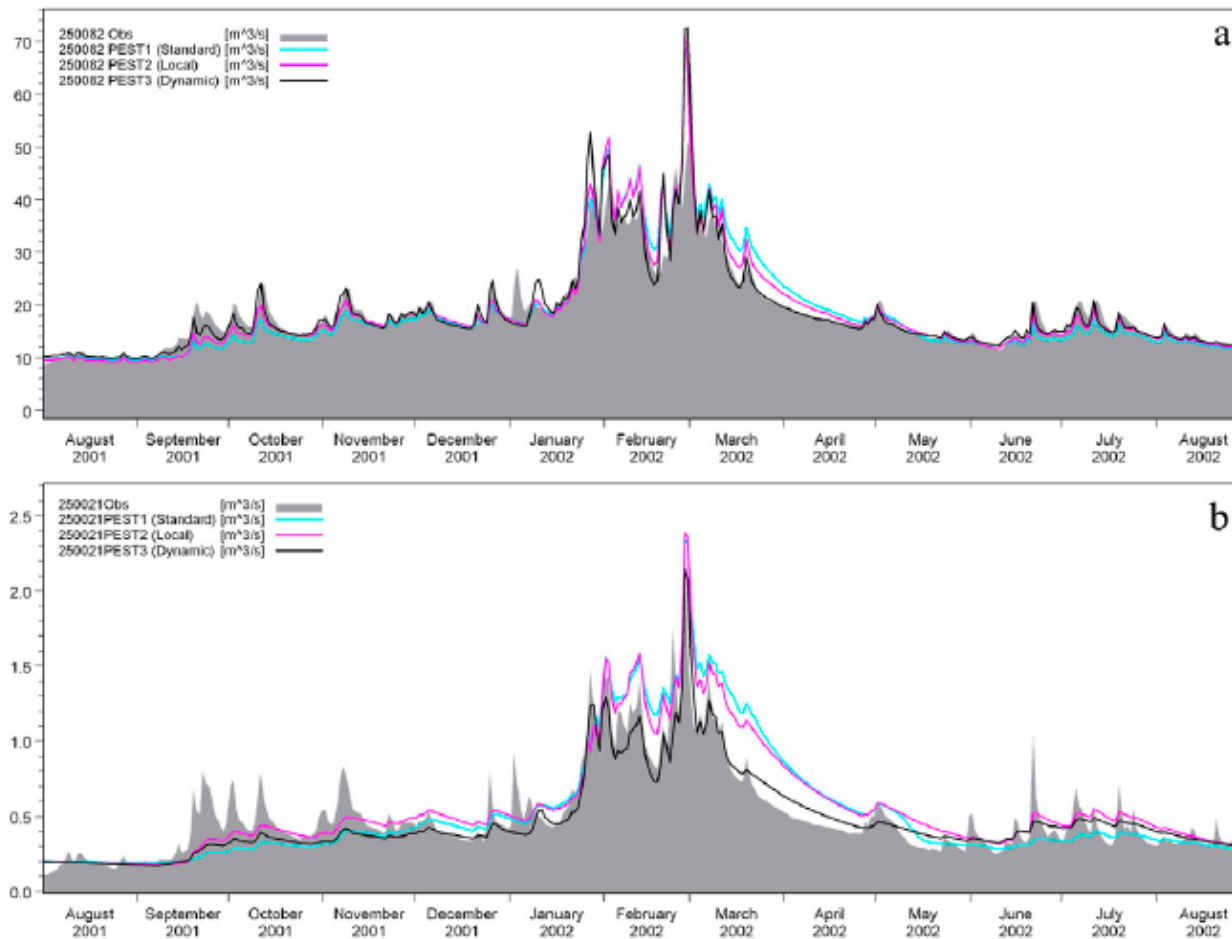 a
250082 Obs [m^3/s]
250082 PEST1 (Standard) [m^3/s]
250082 PEST2 (Local) [m^3/s]
250082 PEST3 (Dynamic) [m^3/s]
70
60
50
40
30
20
10
0
August September October November December January February March April May June July August
2001 2001 2001 2001 2001 2002 2002 2002 2002 2002 2002 2002 2002
b
250021Obs [m^3/s]
250021PEST1 (Standard) [m^3/s]
250021PEST2 (Local) [m^3/s]
250021PEST3 (Dynamic) [m^3/s]
2.5
2.0
1.5
1.0
0.5
0.0
August September October November December January February March April May June July August
2001 2001 2001 2001 2001 2002 2002 2002 2002 2002 2002 2002 2002